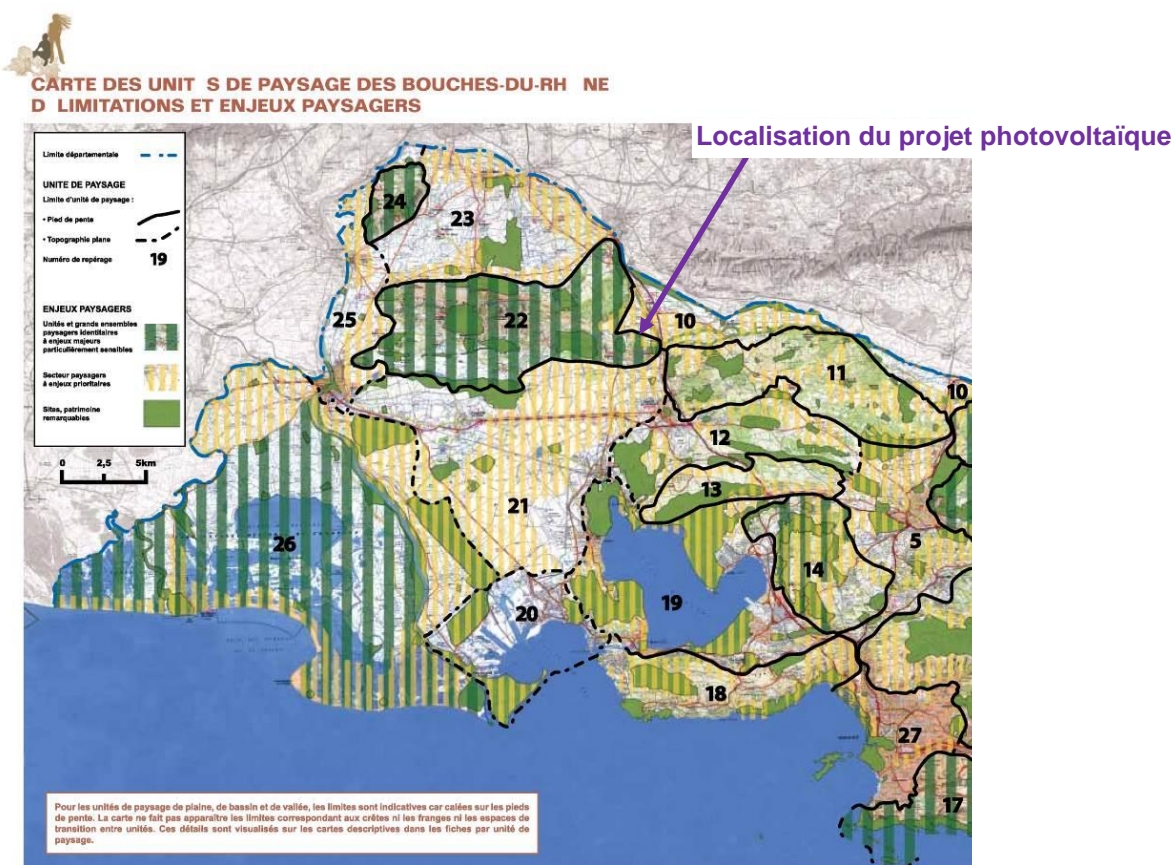 CARTE DES UNIT S DE PAYSAGE DES BOUCHES-DU-RH NE
D LIMITATIONS ET ENJEUX PAYSAGERS
Localisation du projet photovoltaïque
Limite départementale
UNITE DE PAYSAGE
Limite d'unité de paysage :
• Pied de pente
• Topographie plane
Numéro de repérage 19
ENJEUX PAYSAGERS
Unités et grands ensembles
paysagers identitaires
à enjeux majeurs
particulièrement sensibles
Secteur paysagers
à enjeux prioritaires
Sites, patrimoine
remarquables
0 2,5 5km
24
23
25
22
10
11
10
12
13
21
5
14
26
19
20
18
27
17
Pour les unités de paysage de plaine, de bassin et de vallée, les limites sont indicatives car calées sur les pieds
de pente. La carte ne fait pas apparaître les limites correspondant aux crêtes ni les franges ni les espaces de
transition entre unités. Ces détails sont visualisés sur les cartes descriptives dans les fiches par unité de
paysage.